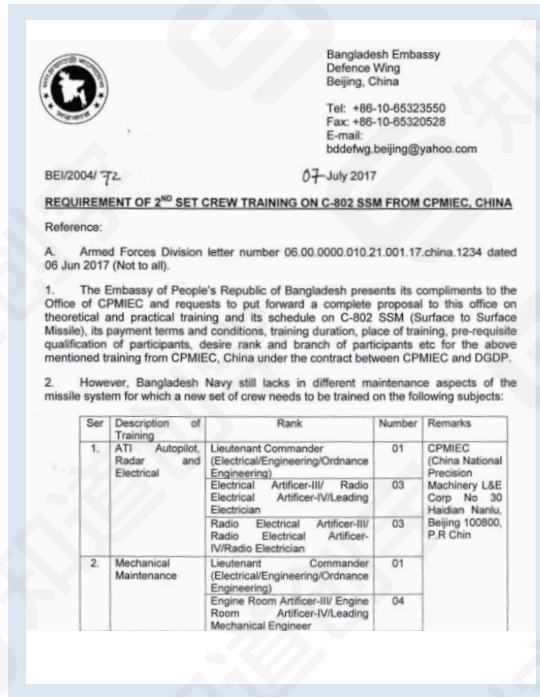 Bangladesh Embassy
Defence Wing
Beijing, China
Tel: +86-10-65323550
Fax: +86-10-65320528
E-mail:
bddefwg.beijing@yahoo.com
BEI/2004/ 72 07-July 2017
REQUIREMENT OF 2ND SET CREW TRAINING ON C-802 SSM FROM CPMIEC, CHINA
Reference:
A. Armed Forces Division letter number 06.00.0000.010.21.001.17.china.1234 dated
06 Jun 2017 (Not to all).
1. The Embassy of People's Republic of Bangladesh presents its compliments to the
Office of CPMIEC and requests to put forward a complete proposal to this office on
theoretical and practical training and its schedule on C-802 SSM (Surface to Surface
Missile), its payment terms and conditions, training duration, place of training, pre-requisite
qualification of participants, desire rank and branch of participants etc for the above
mentioned training from CPMIEC, China under the contract between CPMIEC and DGDP.
2. However, Bangladesh Navy still lacks in different maintenance aspects of the
missile system for which a new set of crew needs to be trained on the following subjects:
Ser Description of Training Rank Number Remarks
1. ATI Autopilot, Radar and Electrical
Lieutenant Commander (Electrical/Engineering/Ordnance Engineering) 01
Electrical Artificer-III/ Radio Electrical Artificer-IV/Leading Electrician 03
Radio Electrical Artificer-III/ Radio Electrical Artificer-IV/Radio Electrician 03
CPMIEC (China National Precision Machinery L&E Corp No 30 Haidian Nanlu, Beijing 100800, P.R Chin
2. Mechanical Maintenance
Lieutenant Commander (Electrical/Engineering/Ordnance Engineering) 01
Engine Room Artificer-III/ Engine Room Artificer-IV/Leading Mechanical Engineer 04